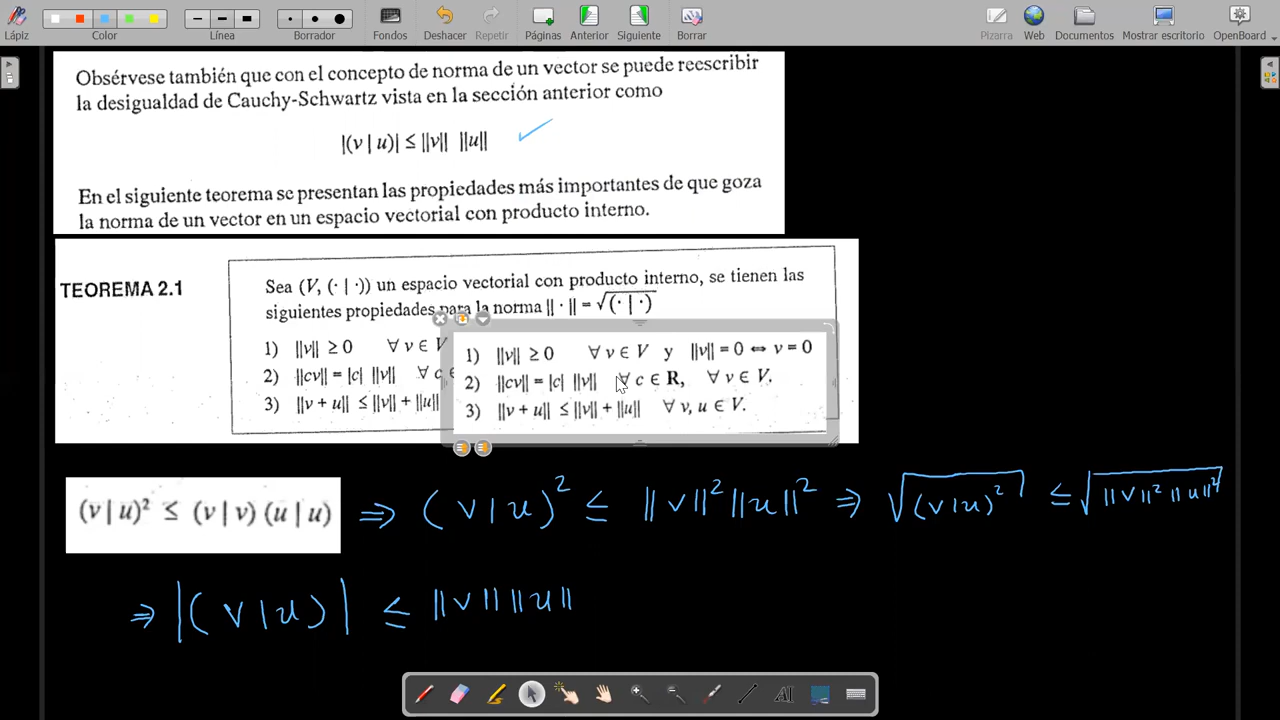 Lápiz Color Línea Borrador Fondos Deshacer Repetir Páginas Anterior Siguiente Borrar Pizarra Web Documentos Mostrar escritorio OpenBoard
Obsérvese también que con el concepto de norma de un vector se puede reescribir
la desigualdad de Cauchy-Schwartz vista en la sección anterior como
|(v | u)| ≤ ||v|| ||u||
En el siguiente teorema se presentan las propiedades más importantes de que goza
la norma de un vector en un espacio vectorial con producto interno.
TEOREMA 2.1
Sea (V, (· | ·)) un espacio vectorial con producto interno, se tienen las
siguientes propiedades para la norma || · || = √(· | ·)
1) ||v|| ≥ 0 ∀ v ∈ V
2) ||cv|| = |c| ||v|| ∀ c ∈
3) ||v + u|| ≤ ||v|| + ||u||
1) ||v|| ≥ 0 ∀ v ∈ V y ||v|| = 0 ⇔ v = 0
2) ||cv|| = |c| ||v|| ∀ c ∈ R, ∀ v ∈ V.
3) ||v + u|| ≤ ||v|| + ||u|| ∀ v, u ∈ V.
(v | u)² ≤ (v | v) (u | u) ⇒ (v | u)² ≤ ||v||² ||u||² ⇒ √(v | u)² ≤ √||v||² ||u||²
⇒ |(v | u)| ≤ ||v|| ||u||